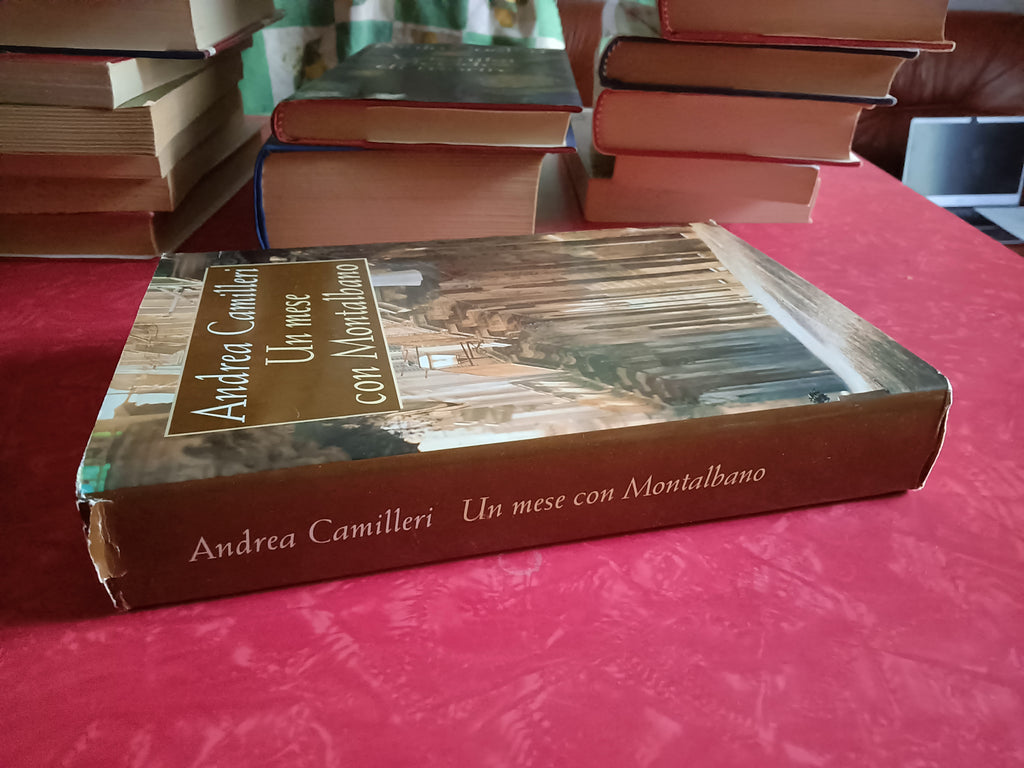 Andrea Camilleri
Un mese
con Montalbano
Andrea Camilleri Un mese con Montalbano